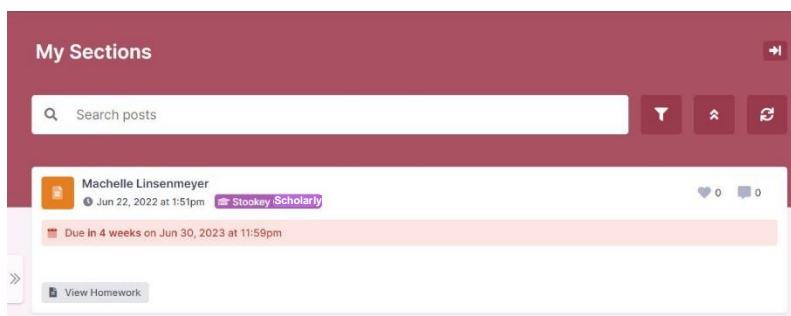 My Sections
Search posts
Machelle Linsenmeyer
0
0
Jun 22, 2022 at 1:51pm
Stookey Scholarly
Due in 4 weeks on Jun 30, 2023 at 11:59pm
View Homework